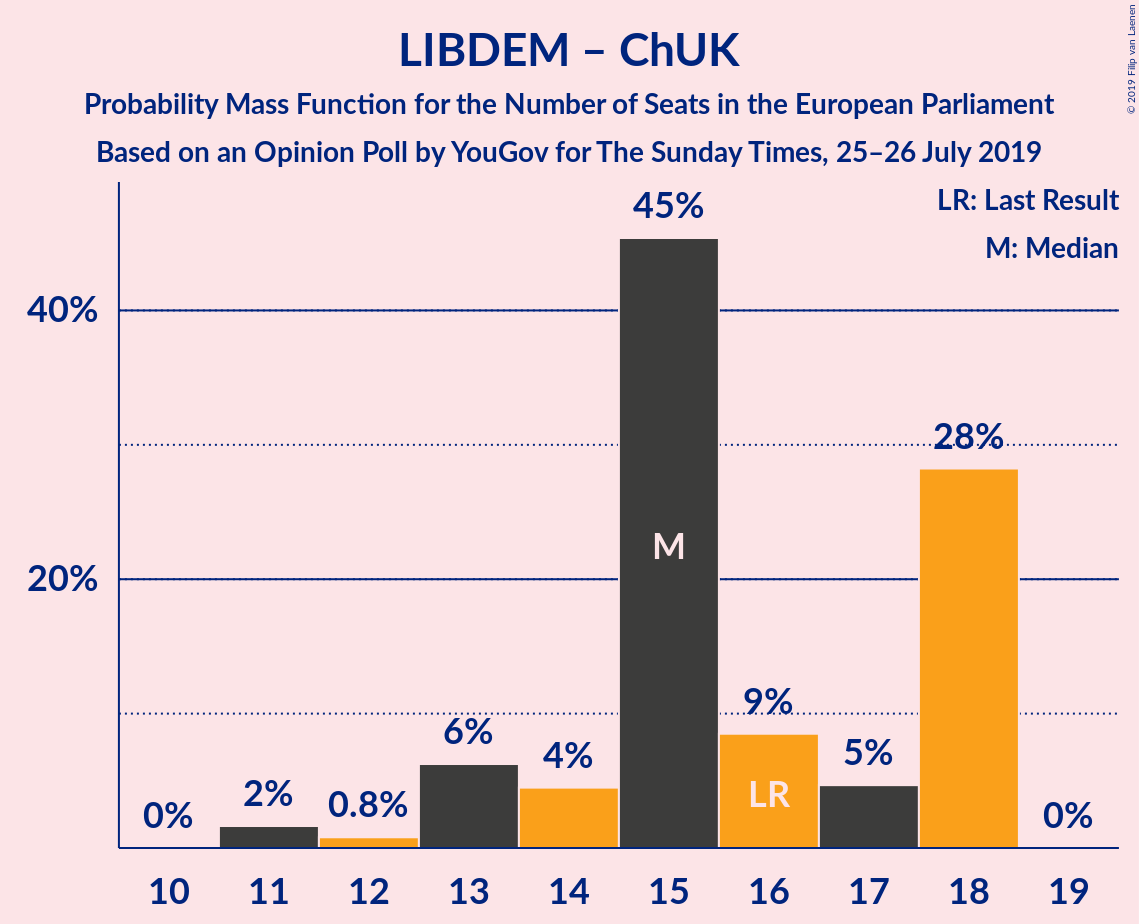 LIBDEM – ChUK
Probability Mass Function for the Number of Seats in the European Parliament
Based on an Opinion Poll by YouGov for The Sunday Times, 25–26 July 2019
© 2019 Filip van Laenen
LR: Last Result
M: Median
45%
40%
28%
M
20%
9%
6%
4%
5%
2%
0.8%
LR
0%
0%
10 11 12 13 14 15 16 17 18 19